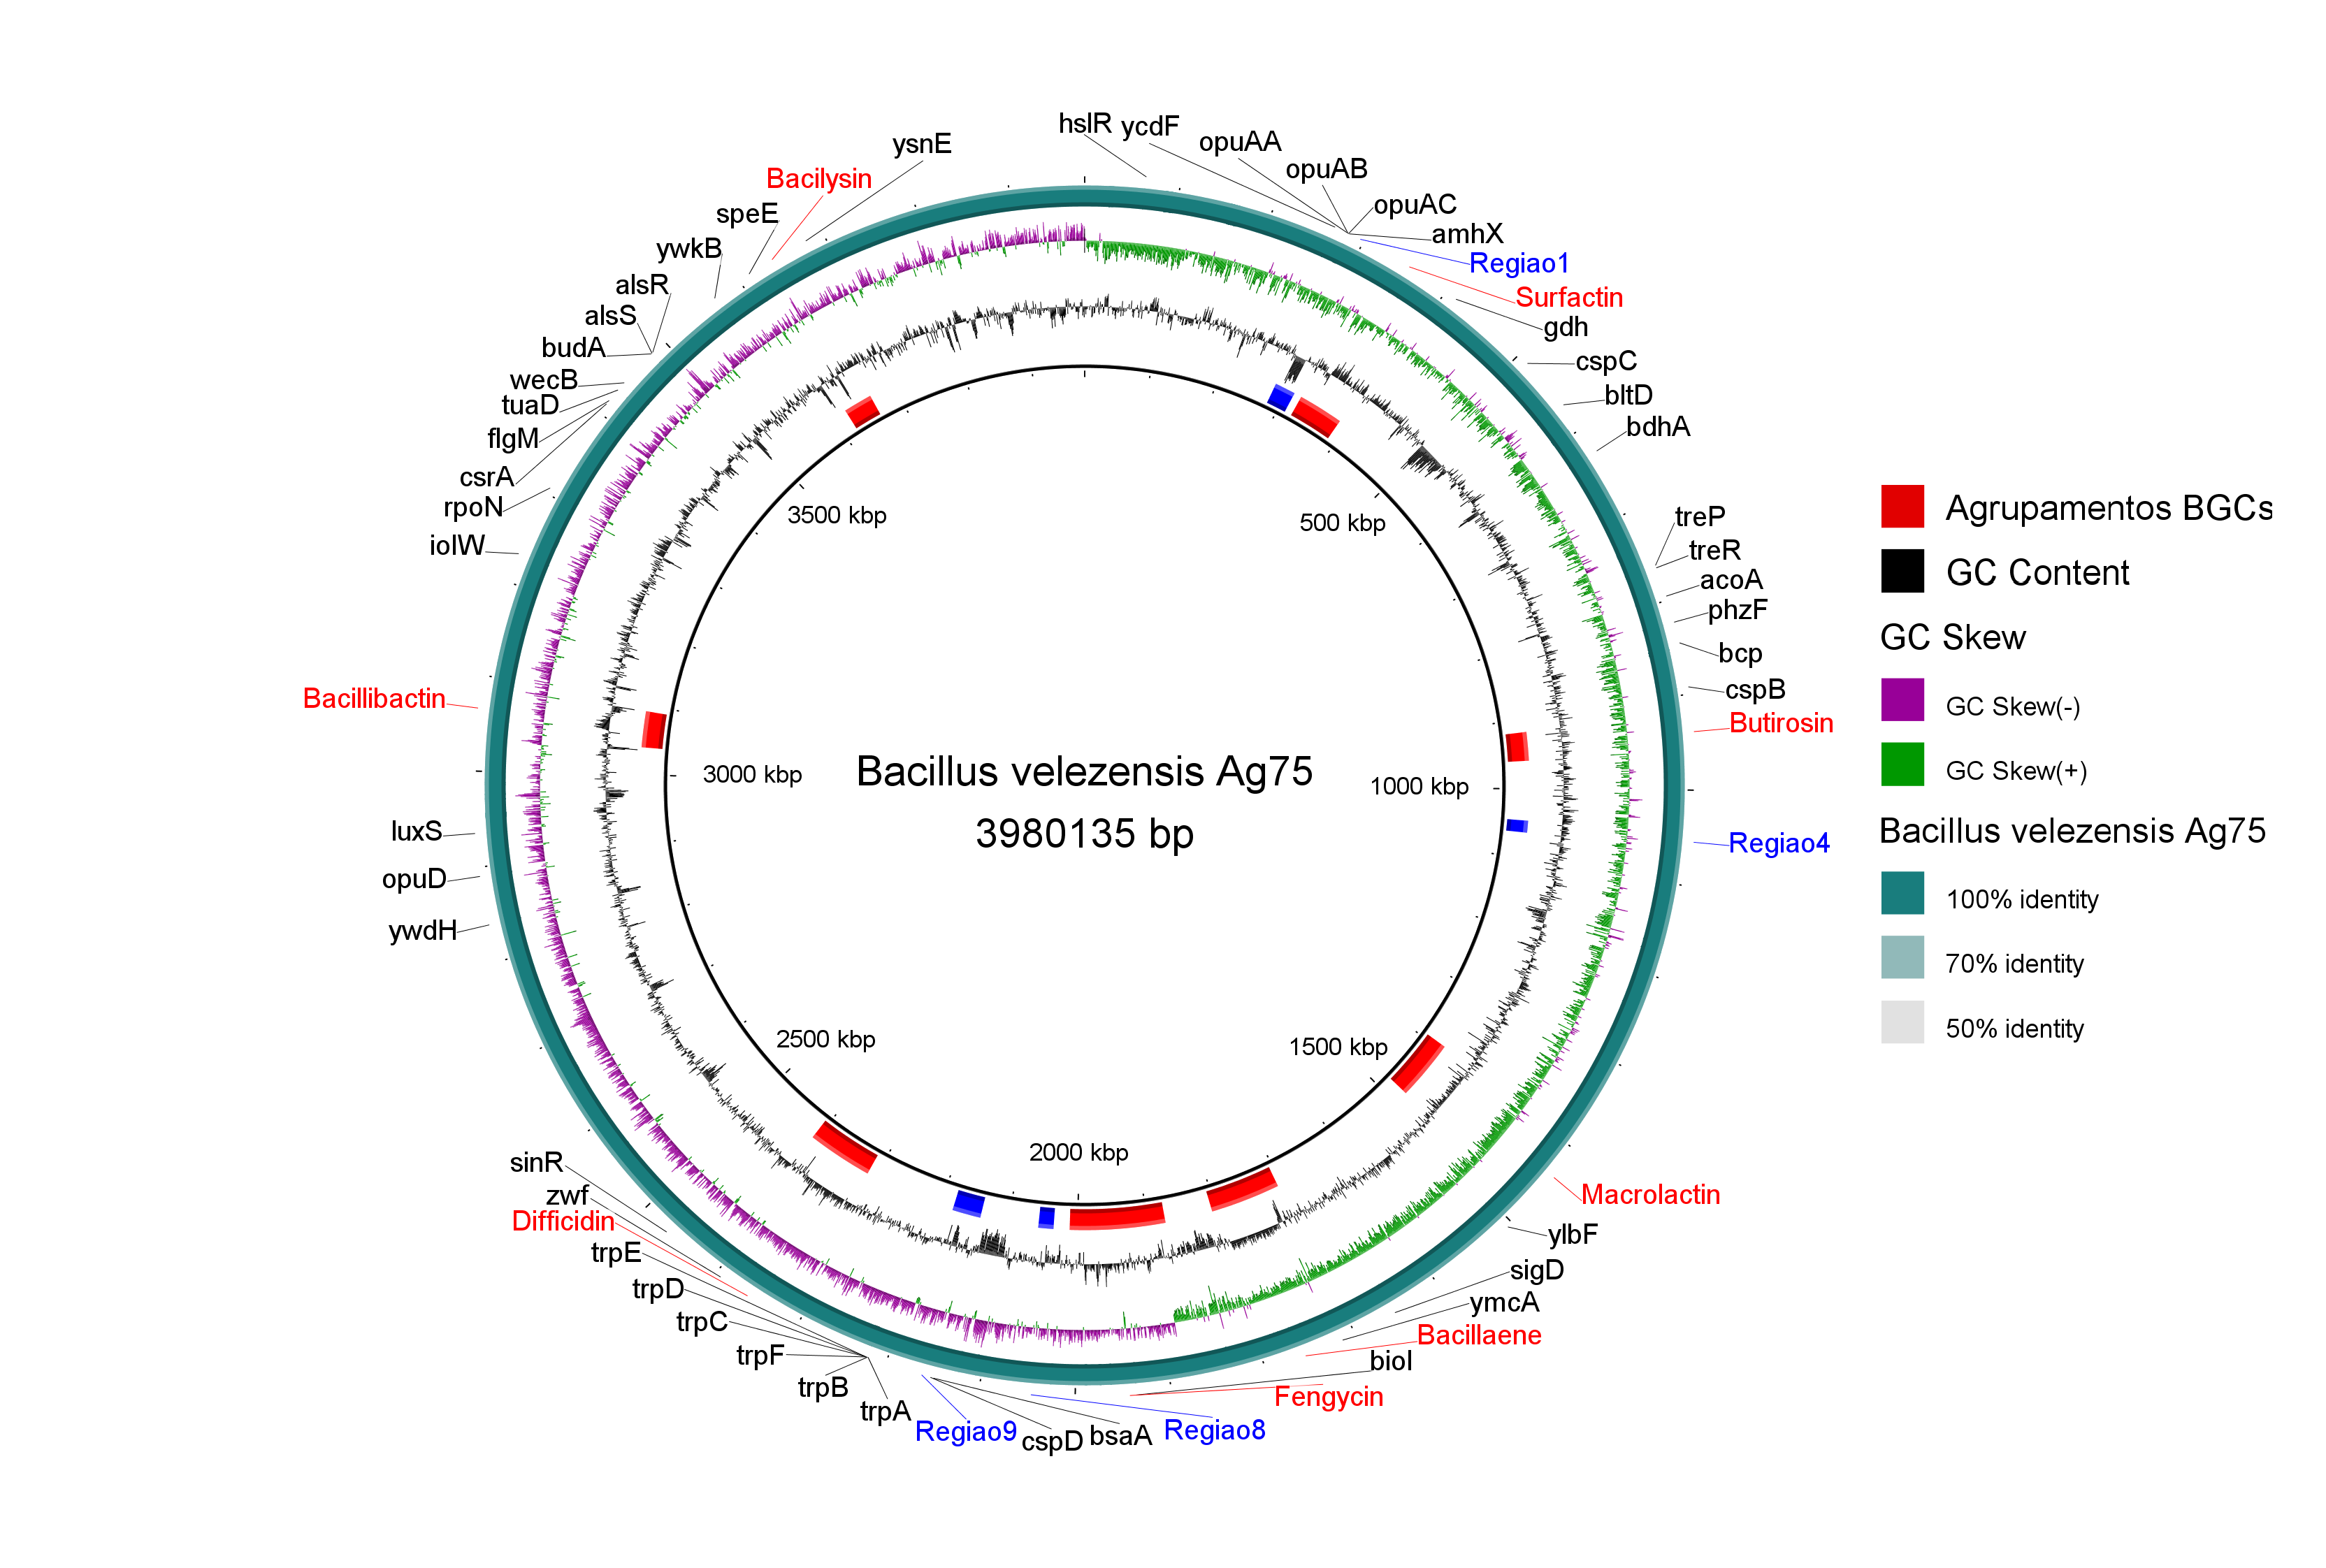 hslR
ycdF
opuAA
opuAB
opuAC
amhX
Regiao1
Surfactin
gdh
cspC
bltD
bdhA
treP
treR
acoA
phzF
bcp
cspB
Butirosin
Regiao4
Macrolactin
ylbF
sigD
ymcA
Bacillaene
bioI
Fengycin
Regiao8
bsaA
cspD
Regiao9
trpA
trpB
trpF
trpC
trpD
trpE
Difficidin
zwf
sinR
ywdH
opuD
luxS
Bacillibactin
iolW
rpoN
csrA
flgM
tuaD
wecB
budA
alsS
alsR
ywkB
speE
Bacilysin
ysnE
500 kbp
1000 kbp
1500 kbp
2000 kbp
2500 kbp
3000 kbp
3500 kbp
Bacillus velezensis Ag75
3980135 bp
Agrupamentos BGCs
GC Content
GC Skew
GC Skew(-)
GC Skew(+)
Bacillus velezensis Ag75
100% identity
70% identity
50% identity